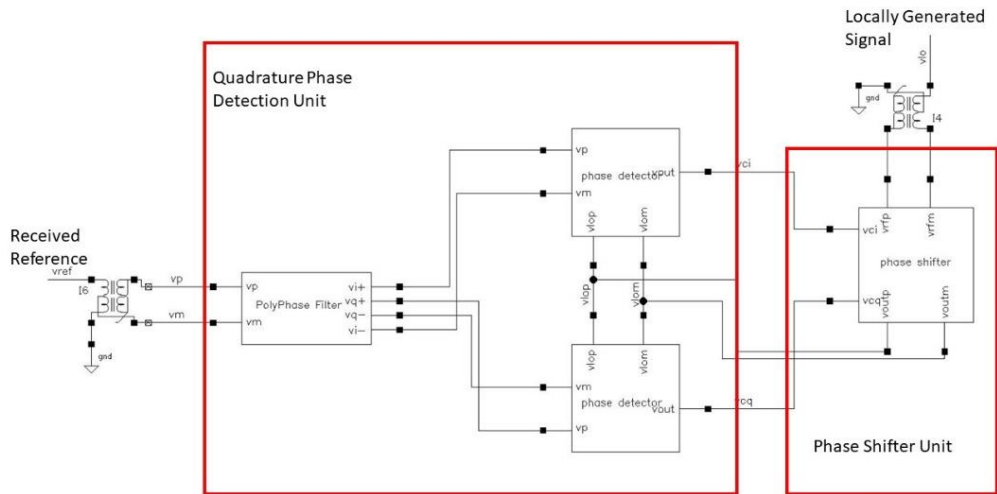 Locally Generated
Signal
vlo
gnd
I4
Quadrature Phase
Detection Unit
vp
phase detector
vout
vm
vlop
vlom
vci
vrfp
vrfm
vci
phase shifter
vcq
voutp
voutm
Received
Reference
vref
I6
vp
vm
gnd
vp
PolyPhase Filter
vm
vi+
vq+
vq-
vi-
vlop
vlom
vlop
vlom
vm
phase detector
vout
vp
vcq
Phase Shifter Unit